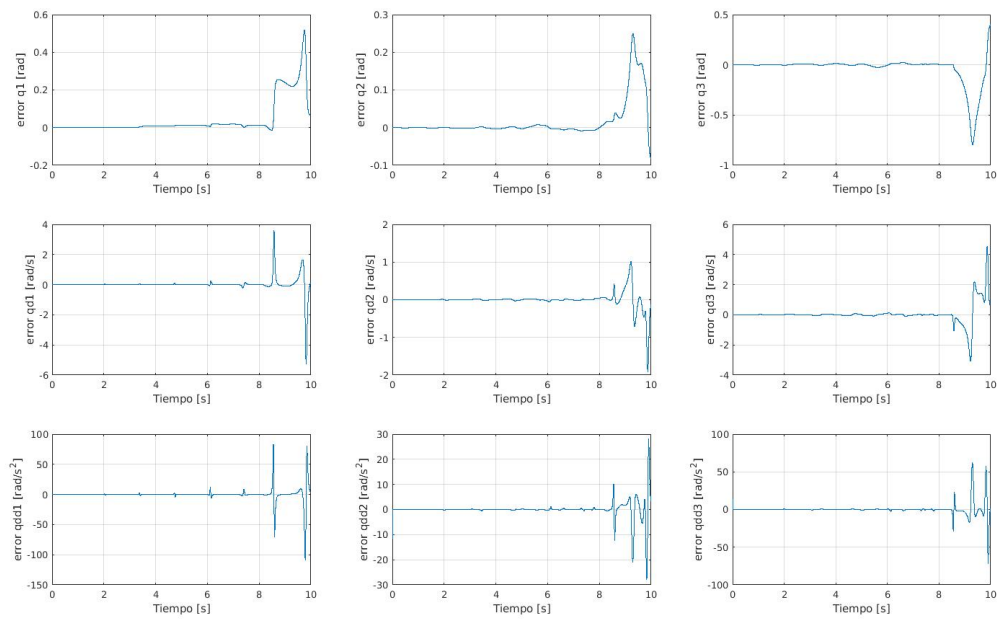 0.6
0.4
0.2
0
-0.2
error q1 [rad]
0 2 4 6 8 10
Tiempo [s]
0.3
0.2
0.1
0
-0.1
error q2 [rad]
0 2 4 6 8 10
Tiempo [s]
0.5
0
-0.5
-1
error q3 [rad]
0 2 4 6 8 10
Tiempo [s]
4
2
0
-2
-4
-6
error qd1 [rad/s]
0 2 4 6 8 10
Tiempo [s]
2
1
0
-1
-2
error qd2 [rad/s]
0 2 4 6 8 10
Tiempo [s]
6
4
2
0
-2
-4
error qd3 [rad/s]
0 2 4 6 8 10
Tiempo [s]
100
50
0
-50
-100
-150
error qdd1 [rad/s²]
0 2 4 6 8 10
Tiempo [s]
30
20
10
0
-10
-20
-30
error qdd2 [rad/s²]
0 2 4 6 8 10
Tiempo [s]
100
50
0
-50
-100
error qdd3 [rad/s²]
0 2 4 6 8 10
Tiempo [s]